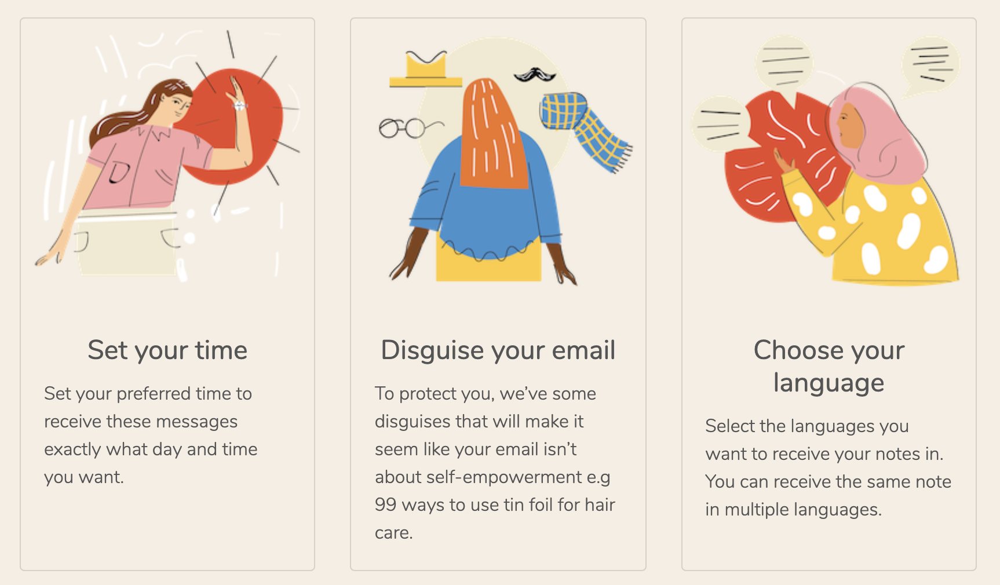 D
Set your time
Set your preferred time to
receive these messages
exactly what day and time
you want.
Disguise your email
To protect you, we’ve some
disguises that will make it
seem like your email isn’t
about self-empowerment e.g
99 ways to use tin foil for hair
care.
Choose your
language
Select the languages you
want to receive your notes in.
You can receive the same note
in multiple languages.